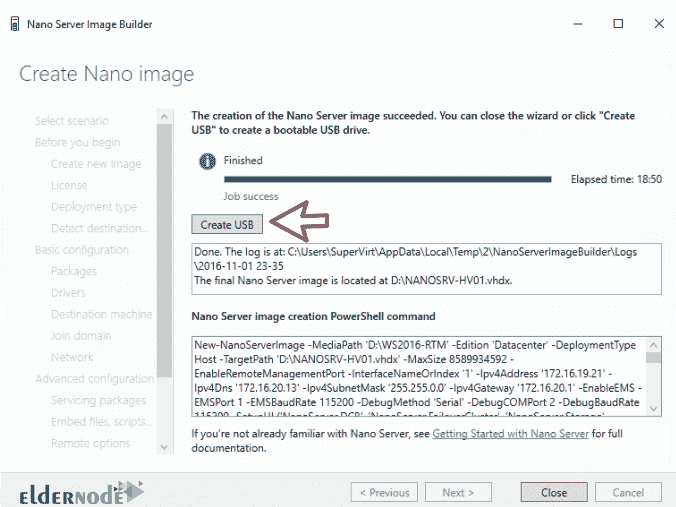 Nano Server Image Builder
Create Nano image
Select scenario
Before you begin
Create new image
License
Deployment type
Detect destination...
Basic configuration
Packages
Drivers
Destination machine
Join domain
Network
Advanced configuration
Servicing packages
Embed files, scripts...
Remote options
The creation of the Nano Server image succeeded. You can close the wizard or click "Create
USB" to create a bootable USB drive.
Finished
Elapsed time: 18:50
Job success
Create USB
Done. The log is at: C:\Users\SuperVirt\AppData\Local\Temp\2\NanoServerImageBuilder\Logs
\2016-11-01 23-35
The final Nano Server image is located at D:\NANOSRV-HV01.vhdx.
Nano Server image creation PowerShell command
New-NanoServerImage -MediaPath 'D:\WS2016-RTM' -Edition 'Datacenter' -DeploymentType
Host -TargetPath 'D:\NANOSRV-HV01.vhdx' -MaxSize 8589934592 -
EnableRemoteManagementPort -InterfaceNameOrIndex '1' -Ipv4Address '172.16.19.21' -
Ipv4Dns '172.16.20.13' -Ipv4SubnetMask '255.255.0.0' -Ipv4Gateway '172.16.20.1' -EnableEMS -
EMSPort 1 -EMSBaudRate 115200 -DebugMethod 'Serial' -DebugCOMPort 2 -DebugBaudRate
If you're not already familiar with Nano Server, see Getting Started with Nano Server for full
documentation.
eldernode
< Previous
Next >
Close
Cancel